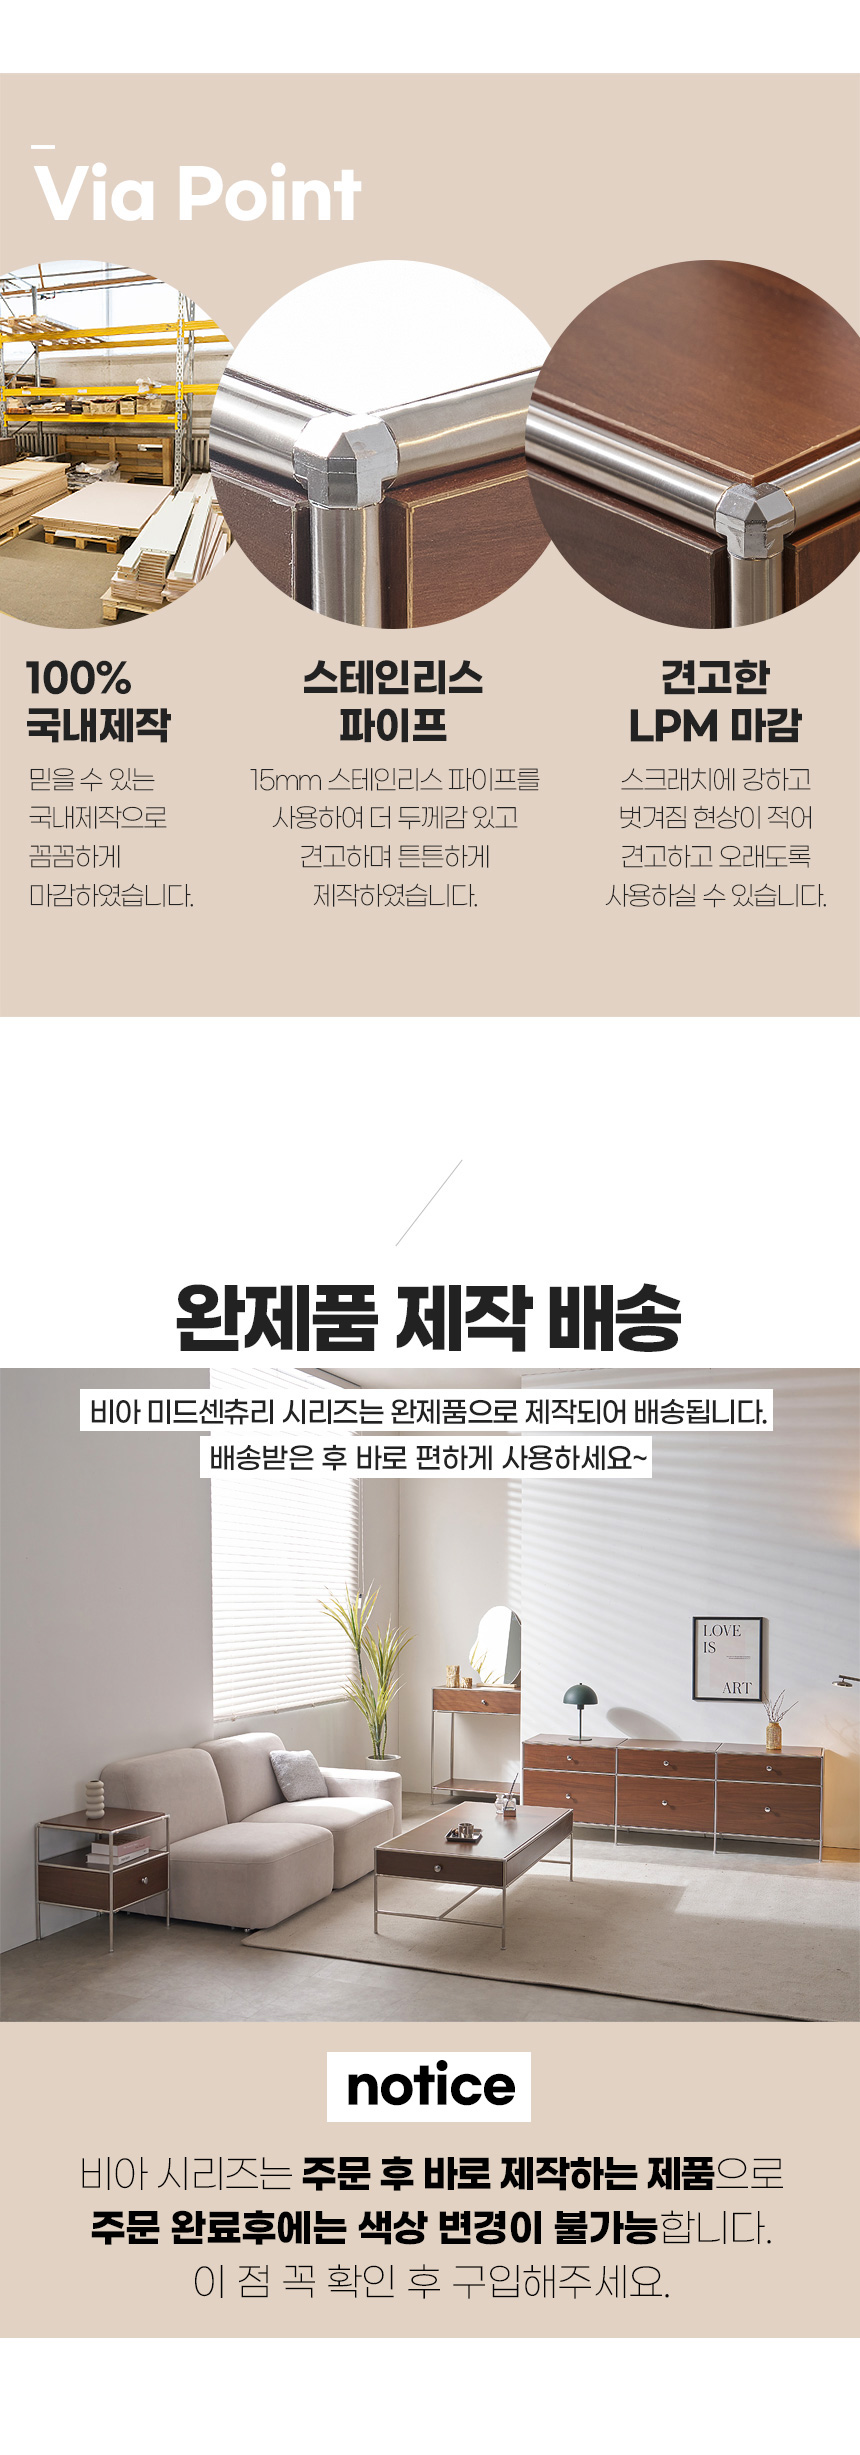 Via Point
100%
국내제작
믿을 수 있는
국내제작으로
꼼꼼하게
마감하였습니다.
스테인리스
파이프
15mm 스테인리스 파이프를
사용하여 더 두께감 있고
견고하며 튼튼하게
제작하였습니다.
견고한
LPM 마감
스크래치에 강하고
벗겨짐 현상이 적어
견고하고 오래도록
사용하실 수 있습니다.
완제품 제작 배송
비아 미드센츄리 시리즈는 완제품으로 제작되어 배송됩니다.
배송받은 후 바로 편하게 사용하세요~
LOVE
IS
ART
notice
비아 시리즈는 주문 후 바로 제작하는 제품으로
주문 완료후에는 색상 변경이 불가능합니다.
이 점 꼭 확인 후 구입해주세요.